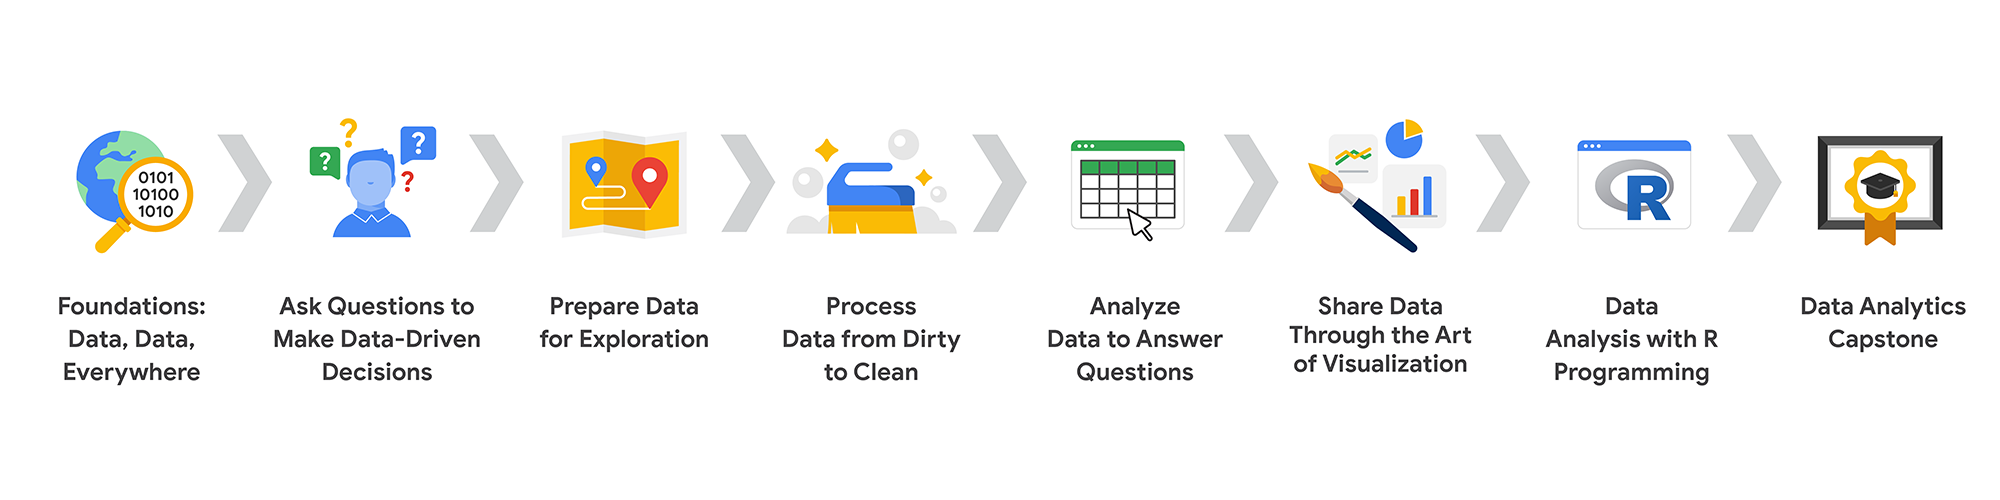 0101
10100
1010
?
?
?
?
R
Foundations:
Data, Data,
Everywhere
Ask Questions to
Make Data-Driven
Decisions
Prepare Data
for Exploration
Process
Data from Dirty
to Clean
Analyze
Data to Answer
Questions
Share Data
Through the Art
of Visualization
Data
Analysis with R
Programming
Data Analytics
Capstone